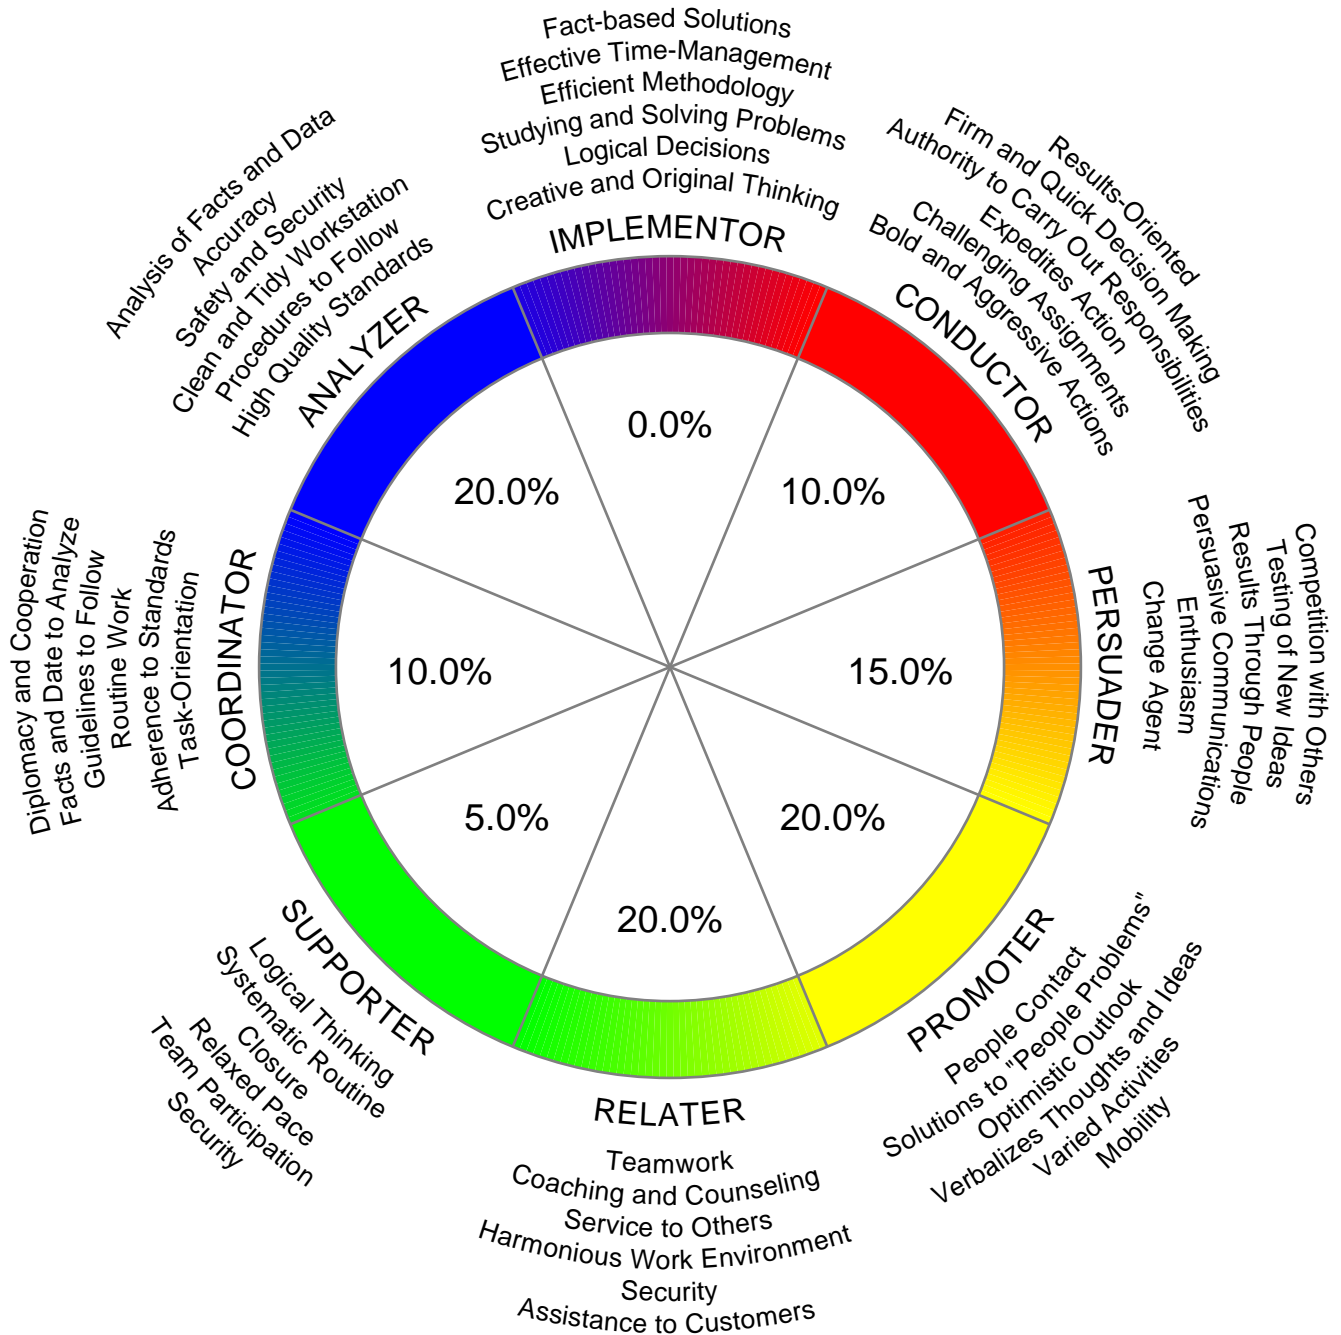 Fact-based Solutions
Effective Time-Management
Efficient Methodology
Studying and Solving Problems
Logical Decisions
Creative and Original Thinking
IMPLEMENTOR
0.0%
Results-Oriented
Firm and Quick Decision Making
Authority to Carry Out Responsibilities
Expedites Action
Challenging Assignments
Bold and Aggressive Actions
CONDUCTOR
10.0%
Competition with Others
Testing of New Ideas
Results Through People
Persuasive Communications
Enthusiasm
Change Agent
PERSUADER
15.0%
PROMOTER
20.0%
People Contact
Solutions to "People Problems"
Optimistic Outlook
Verbalizes Thoughts and Ideas
Varied Activities
Mobility
20.0%
RELATER
Teamwork
Coaching and Counseling
Service to Others
Harmonious Work Environment
Security
Assistance to Customers
5.0%
SUPPORTER
Logical Thinking
Systematic Routine
Closure
Relaxed Pace
Team Participation
Security
Diplomacy and Cooperation
Facts and Date to Analyze
Guidelines to Follow
Routine Work
Adherence to Standards
Task-Orientation
COORDINATOR
10.0%
Analysis of Facts and Data
Accuracy
Safety and Security
Clean and Tidy Workstation
Procedures to Follow
High Quality Standards
ANALYZER
20.0%